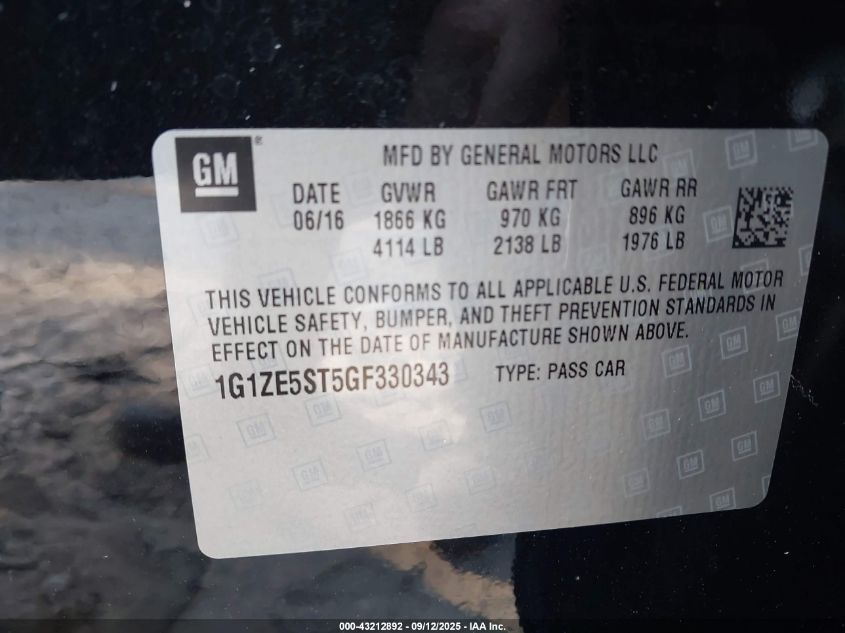 GM®
MFD BY GENERAL MOTORS LLC
DATE GVWR GAWR FRT GAWR RR
06/16 1866 KG 970 KG 896 KG
4114 LB 2138 LB 1976 LB
THIS VEHICLE CONFORMS TO ALL APPLICABLE U.S. FEDERAL MOTOR
VEHICLE SAFETY, BUMPER, AND THEFT PREVENTION STANDARDS IN
EFFECT ON THE DATE OF MANUFACTURE SHOWN ABOVE.
1G1ZE5ST5GF330343 TYPE: PASS CAR
000-43212892 - 09/12/2025 - IAA Inc.